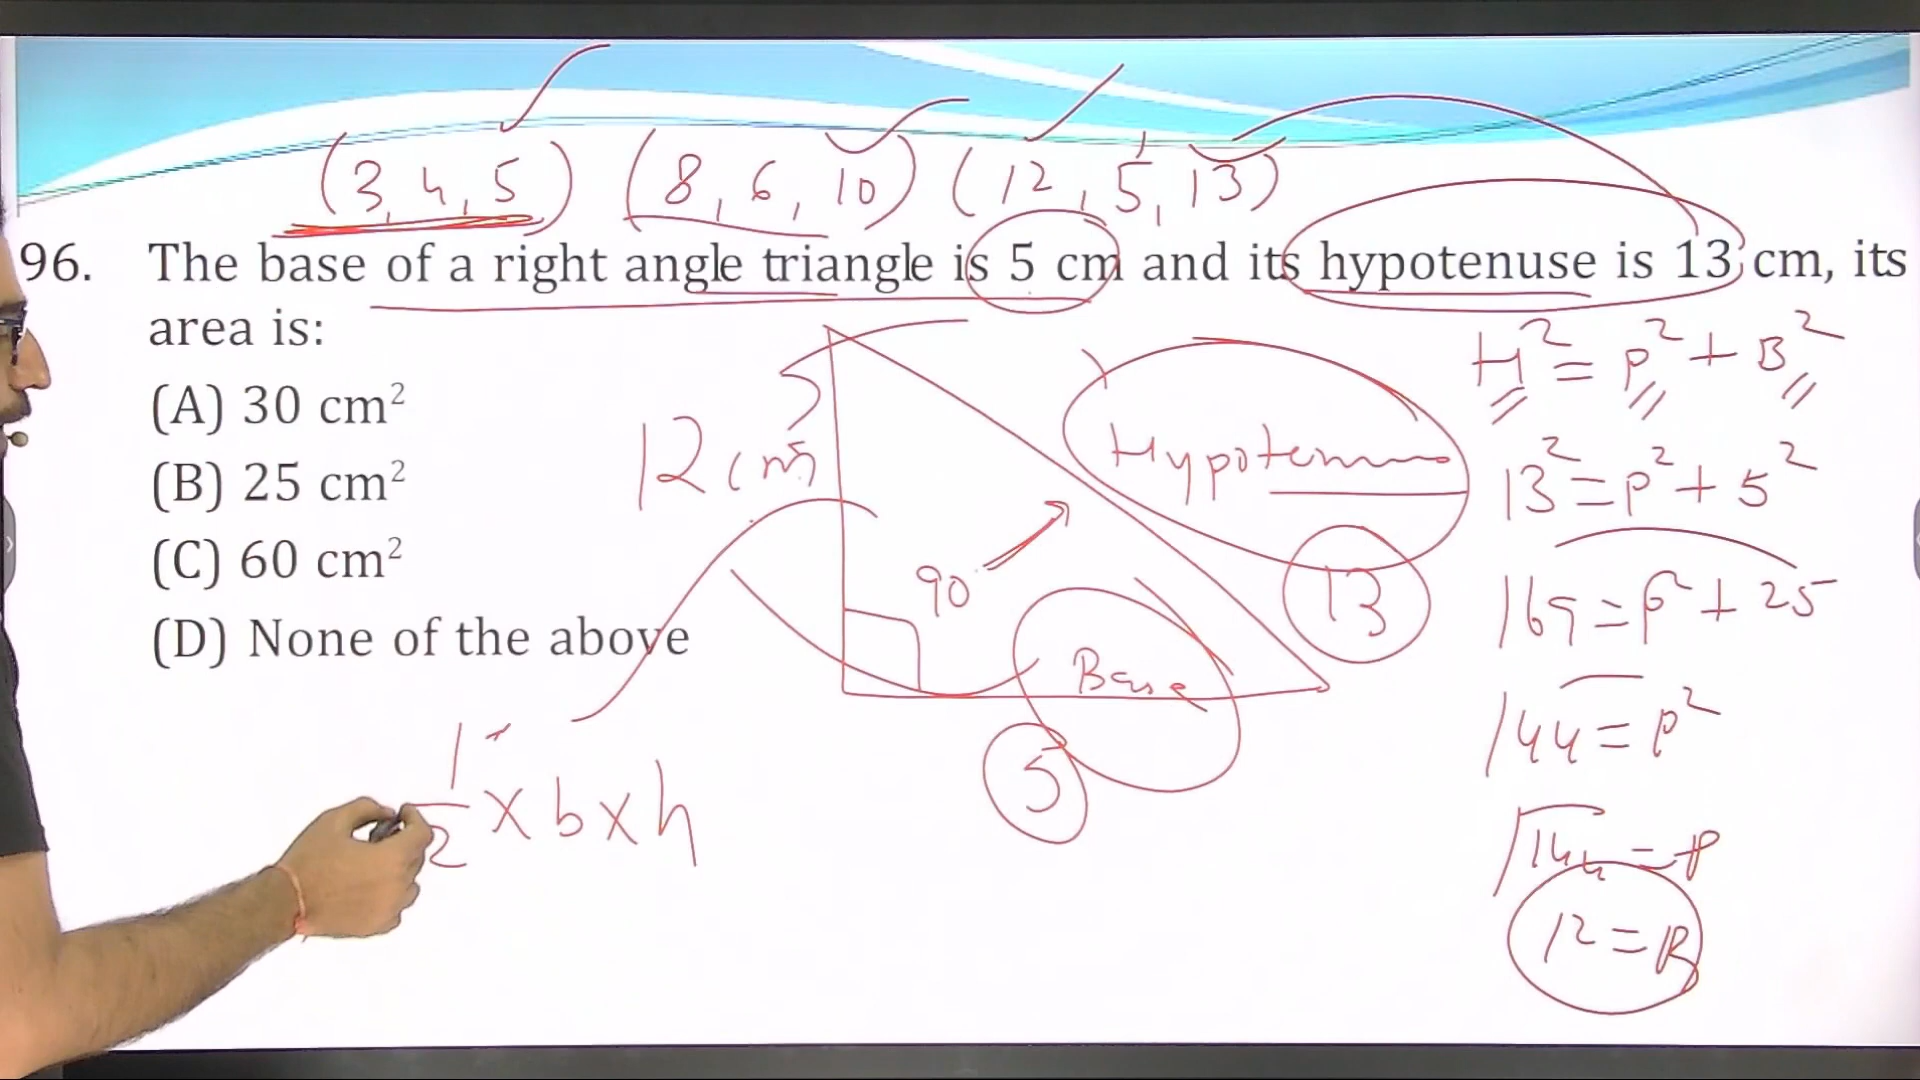 (3, 4, 5) (8, 6, 10) (12, 5, 13)
96. The base of a right angle triangle is 5 cm and its hypotenuse is 13 cm, its
area is:
(A) 30 cm²
(B) 25 cm²
(C) 60 cm²
(D) None of the above
12 cm
90
Base
5
13
1/2 × b × h
H² = P² + B²
13² = P² + 5²
169 = P² + 25
144 = P²
√144 = P
12 =